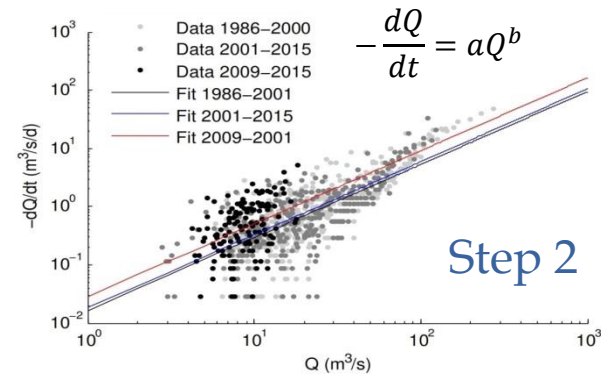 Data 1986–2000
Data 2001–2015
Data 2009–2015
Fit 1986–2001
Fit 2001–2015
Fit 2009–2001
−dQ/dt = aQ^b
10^3
10^2
10^1
10^0
10^−1
10^−2
−dQ/dt (m^3/s/d)
Step 2
10^0
10^1
10^2
10^3
Q (m^3/s)